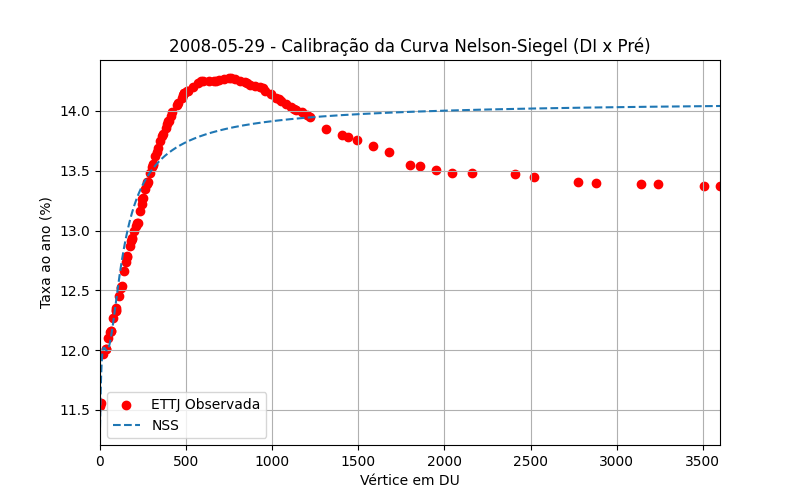 2008-05-29 - Calibração da Curva Nelson-Siegel (DI x Pré)
Taxa ao ano (%)
14.0
13.5
13.0
12.5
12.0
11.5
ETTJ Observada
NSS
0 500 1000 1500 2000 2500 3000 3500
Vértice em DU